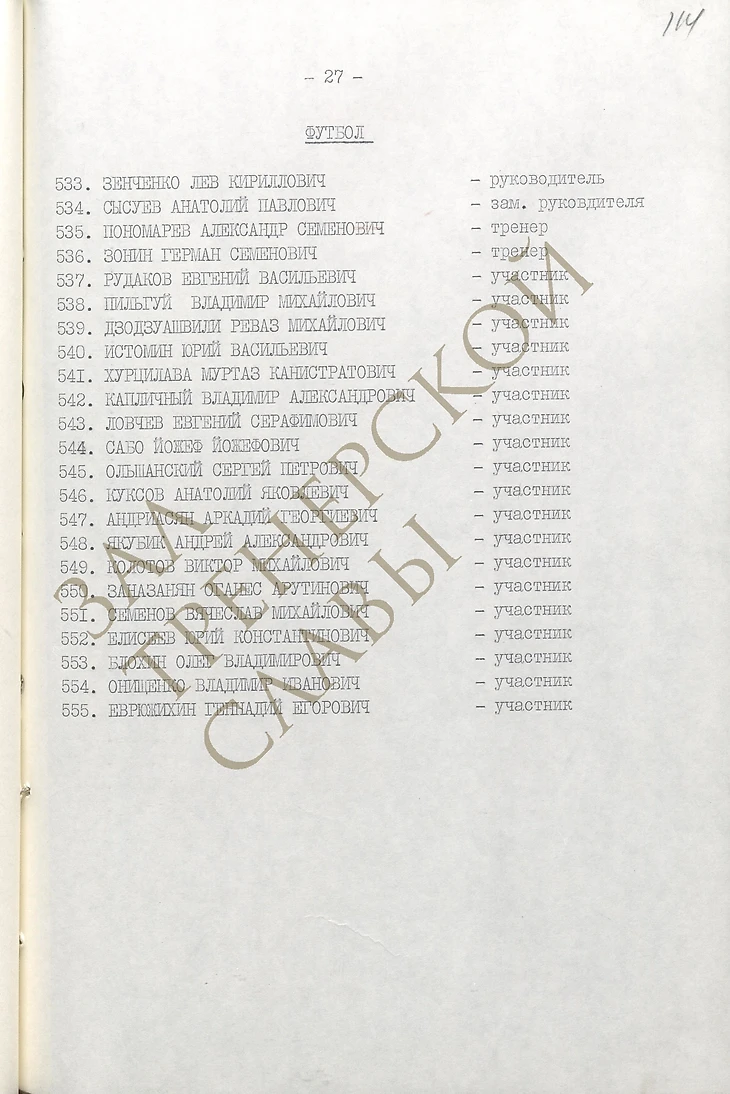 114
- 27 -
ФУТБОЛ
533. ЗЕНЧЕНКО ЛЕВ КИРИЛЛОВИЧ - руководитель
534. СЫСУЕВ АНАТОЛИЙ ПАВЛОВИЧ - зам. руковдителя
535. ПОНОМАРЕВ АЛЕКСАНДР СЕМЕНОВИЧ - тренер
536. ЗОНИН ГЕРМАН СЕМЕНОВИЧ - тренер
537. РУДАКОВ ЕВГЕНИЙ ВАСИЛЬЕВИЧ - участник
538. ПИЛЬГУЙ ВЛАДИМИР МИХАЙЛОВИЧ - участник
539. ДЗОДЗУАШВИЛИ РЕВАЗ МИХАЙЛОВИЧ - участник
540. ИСТОМИН ЮРИЙ ВАСИЛЬЕВИЧ - участник
541. ХУРЦИЛАВА МУРТАЗ КАНИСТРАТОВИЧ - участник
542. КАПЛИЧНЫЙ ВЛАДИМИР АЛЕКСАНДРОВИЧ - участник
543. ЛОВЧЕВ ЕВГЕНИЙ СЕРАФИМОВИЧ - участник
544. САБО ЙОЖЕФ ЙОЖЕФОВИЧ - участник
545. ОЛЬШАНСКИЙ СЕРГЕЙ ПЕТРОВИЧ - участник
546. КУКСОВ АНАТОЛИЙ ЯКОВЛЕВИЧ - участник
547. АНДРИАСЯН АРКАДИЙ ГЕОРГИЕВИЧ - участник
548. ЯКУБИК АНДРЕЙ АЛЕКСАНДРОВИЧ - участник
549. КОЛОТОВ ВИКТОР МИХАЙЛОВИЧ - участник
550. ЗАНАЗАНЯН ОГАНЕС АРУТИНОВИЧ - участник
551. СЕМЕНОВ ВЯЧЕСЛАВ МИХАЙЛОВИЧ - участник
552. ЕЛИСЕЕВ ЮРИЙ КОНСТАНТИНОВИЧ - участник
553. БЛОХИН ОЛЕГ ВЛАДИМИРОВИЧ - участник
554. ОНИЩЕНКО ВЛАДИМИР ИВАНОВИЧ - участник
555. ЕВРЮЖИХИН ГЕННАДИЙ ЕГОРОВИЧ - участник
ЗАЛ
ТРЕНЕРСКОЙ
СЛАВЫ